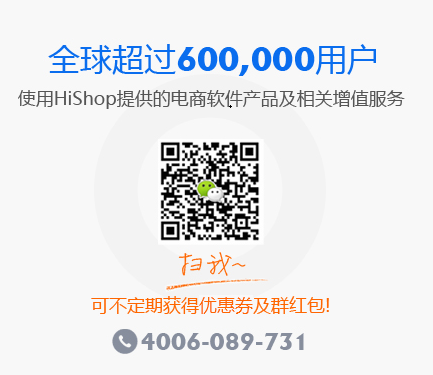 全球超过600,000用户
使用HiShop提供的电商软件产品及相关增值服务
扫我~
可不定期获得优惠券及群红包!
4006-089-731